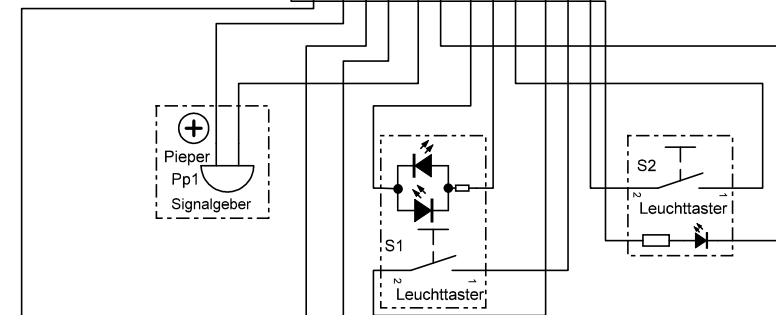 Pieper
Pp1
Signalgeber
S1
2
1
Leuchttaster
S2
2
1
Leuchttaster